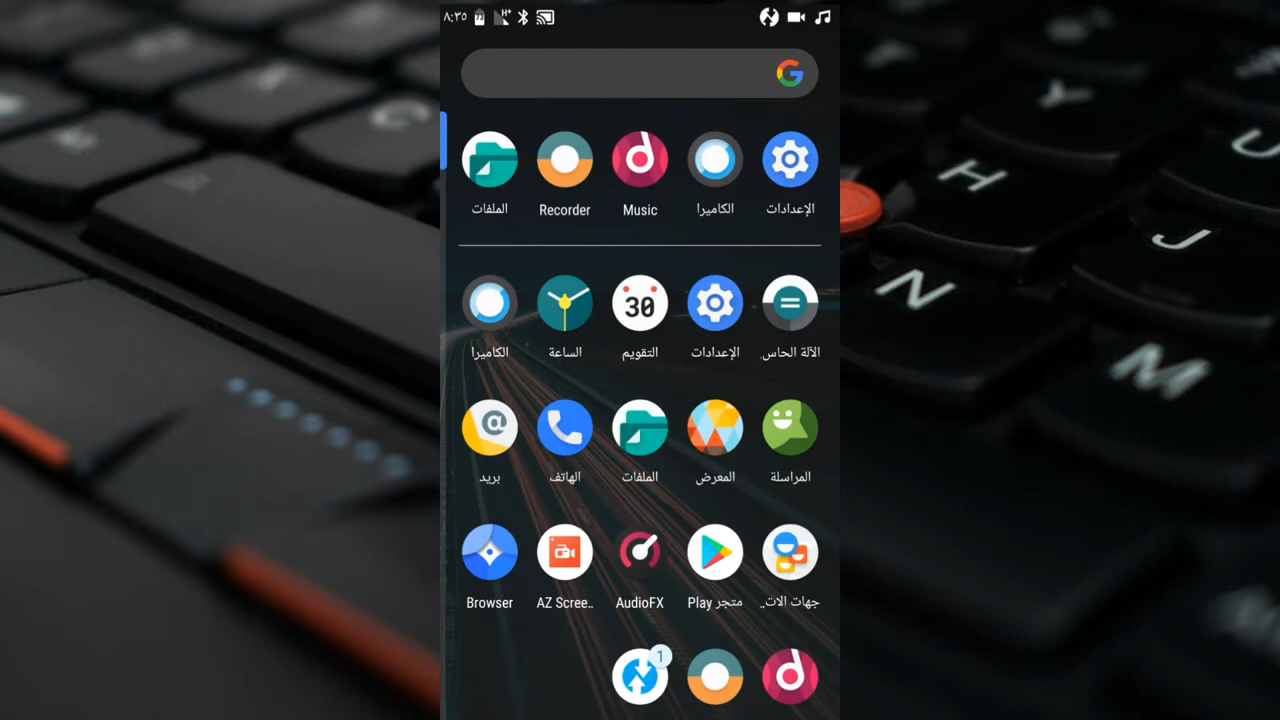 ٨:٣٥ 77 H+
الإعدادات الكاميرا Music Recorder الملفات
الآلة الحاس.. الإعدادات التقويم الساعة الكاميرا
30
المراسلة المعرض الملفات الهاتف بريد
@
جهات الات.. متجر Play AudioFX AZ Scree.. Browser
1
G
H
Y
U
J
N
M